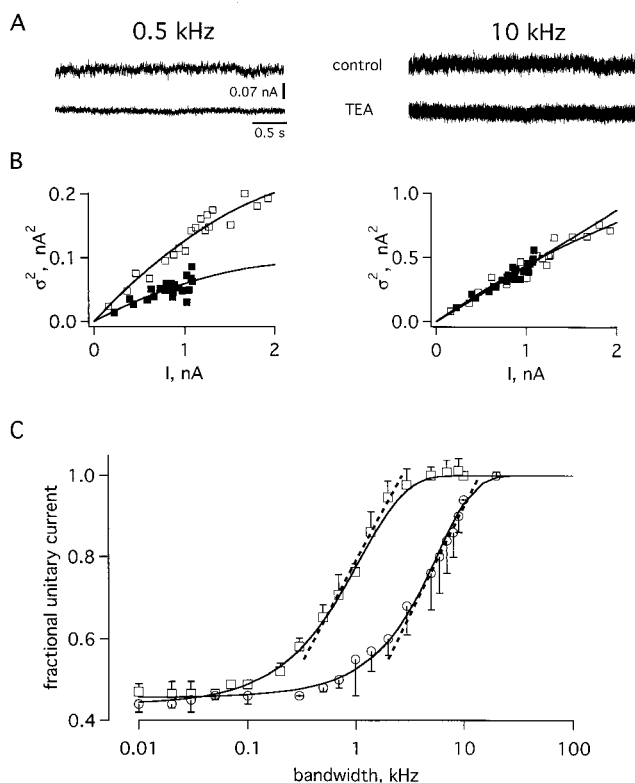 A
0.5 kHz
10 kHz
control
0.07 nA
TEA
0.5 s
B
σ², nA²
0.2
0.1
0.0
0
1
2
I, nA
σ², nA²
1.0
0.5
0.0
0
1
2
I, nA
C
fractional unitary current
1.0
0.8
0.6
0.4
0.01
0.1
1
10
100
bandwidth, kHz